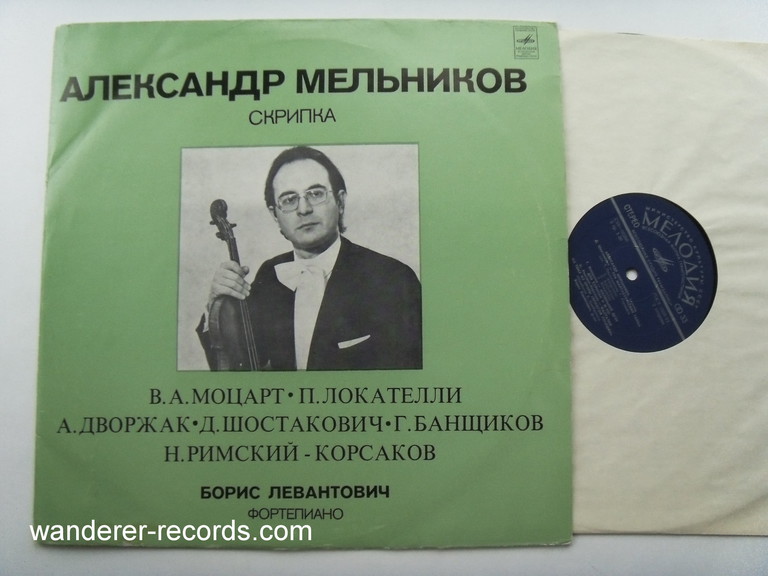 АЛЕКСАНДР МЕЛЬНИКОВ
СКРИПКА
В.А.МОЦАРТ•П.ЛОКАТЕЛЛИ
А.ДВОРЖАК•Д.ШОСТАКОВИЧ•Г.БАНЩИКОВ
Н.РИМСКИЙ-КОРСАКОВ
БОРИС ЛЕВАНТОВИЧ
ФОРТЕПИАНО
wanderer-records.com
СТЕРЕО
МЕЛОДИЯ